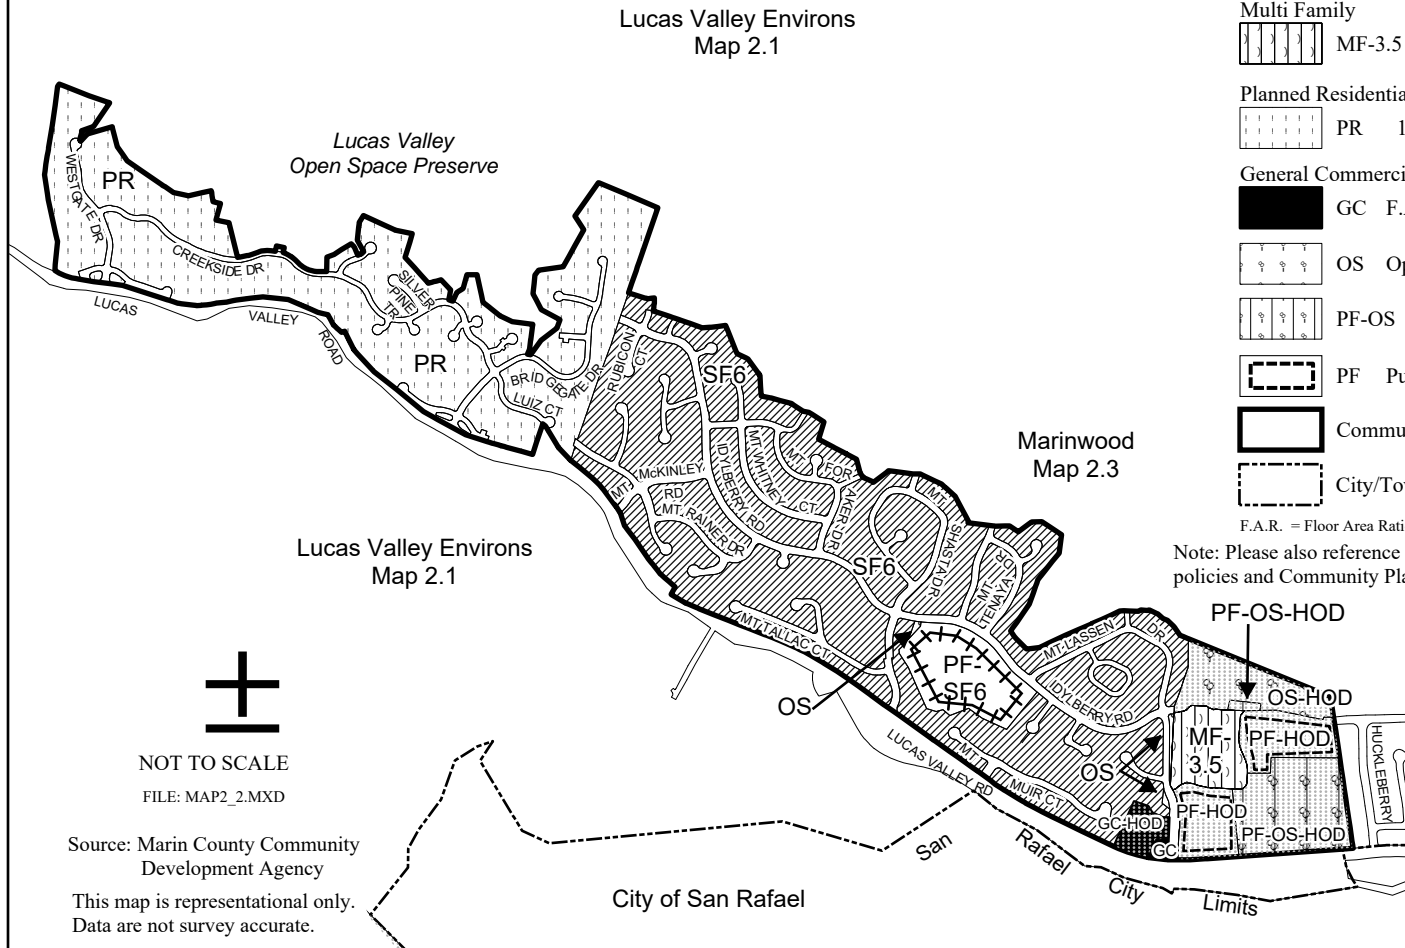 Lucas Valley Environs
Map 2.1
Multi Family
MF-3.5
Planned Residentia
PR 1
General Commerci
GC F.
OS Op
PF-OS
PF Pu
Commu
City/Tov
F.A.R. = Floor Area Rati
Note: Please also reference
policies and Community Pla
Lucas Valley
Open Space Preserve
PR
WESTGATE DR
CREEKSIDE DR
LUCAS
VALLEY
ROAD
SILVER
PINE
TR
PR
BRIDGEGATE DR
LUIZ CT
RUBICON
CT
SF6
MT WHITNEY
CT
IDYLBERRY RD
MT
McKINLEY
RD
MT RAINER DR
MT
FOR
AKER DR
MT
SHASTA DR
SF6
MT
TENAYA
DR
Marinwood
Map 2.3
Lucas Valley Environs
Map 2.1
MT TALLAC CT
OS
PF-
SF6
MT LASSEN
DR
IDYLBERRY RD
LUCAS VALLEY RD
MT
MUIR CT
OS
PF-OS-HOD
OS-HOD
MF-
3.5
PF-HOD
PF-HOD
PF-OS-HOD
GC-HOD
GC
HUCKLEBERRY
NOT TO SCALE
FILE: MAP2_2.MXD
Source: Marin County Community
Development Agency
This map is representational only.
Data are not survey accurate.
City of San Rafael
San
Rafael
City
Limits